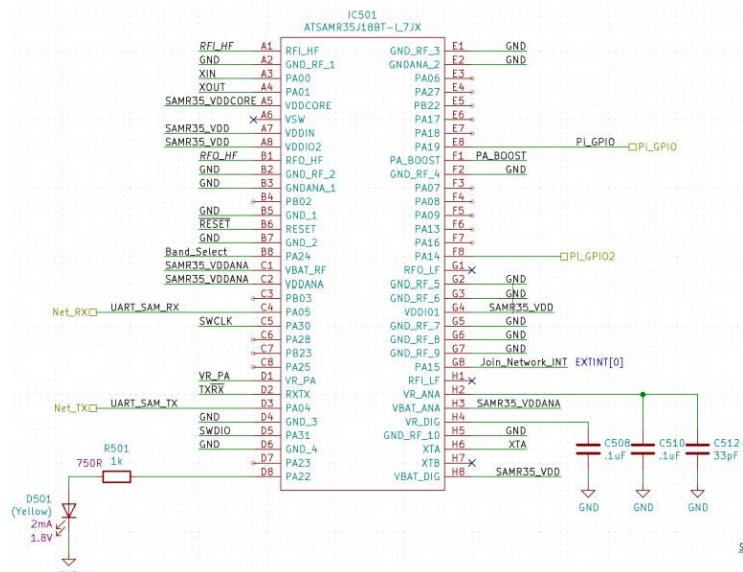 IC501
ATSAMR35J18BT-I_7JX
RFI_HF A1 RFI_HF
GND A2 GND_RF_1
XIN A3 PA00
XOUT A4 PA01
SAMR35_VDDCORE A5 VDDCORE
A6 VSW
SAMR35_VDD A7 VDDIN
SAMR35_VDD A8 VDDIO2
RFO_HF B1 RFO_HF
GND B2 GND_RF_2
GND B3 GNDANA_1
B4 PB02
GND B5 GND_1
RESET B6 RESET
GND B7 GND_2
Band_Select B8 PA24
SAMR35_VDDANA C1 VBAT_RF
SAMR35_VDDANA C2 VDDANA
C3 PB03
Net_RX UART_SAM_RX C4 PA05
SWCLK C5 PA30
C6 PA28
C7 PB23
C8 PA25
VR_PA D1 VR_PA
TXRX D2 RXTX
Net_TX UART_SAM_TX D3 PA04
GND D4 GND_3
SWDIO D5 PA31
GND D6 GND_4
D7 PA23
D8 PA22
GND_RF_3 E1 GND
GNDANA_2 E2 GND
PA06 E3
PA27 E4
PB22 E5
PA17 E6
PA18 E7
PA19 E8 Pi_GPIO Pi_GPIO
PA_BOOST F1 PA_BOOST
GND_RF_4 F2 GND
PA07 F3
PA08 F4
PA09 F5
PA13 F6
PA16 F7
PA14 F8 Pi_GPIO2
RFO_LF G1
GND_RF_5 G2 GND
GND_RF_6 G3 GND
VDDIO1 G4 SAMR35_VDD
GND_RF_7 G5 GND
GND_RF_8 G6 GND
GND_RF_9 G7 GND
PA15 G8 Join_Network_INT EXTINT[0]
RFI_LF H1
VR_ANA H2
VBAT_ANA H3 SAMR35_VDDANA
VR_DIG H4
GND_RF_10 H5 GND
XTA H6 XTA
XTB H7
VBAT_DIG H8 SAMR35_VDD
R501
750R 1k
D501
(Yellow)
2mA
1.8V
C508
.1uF
GND
C510
.1uF
GND
C512
33pF
GND